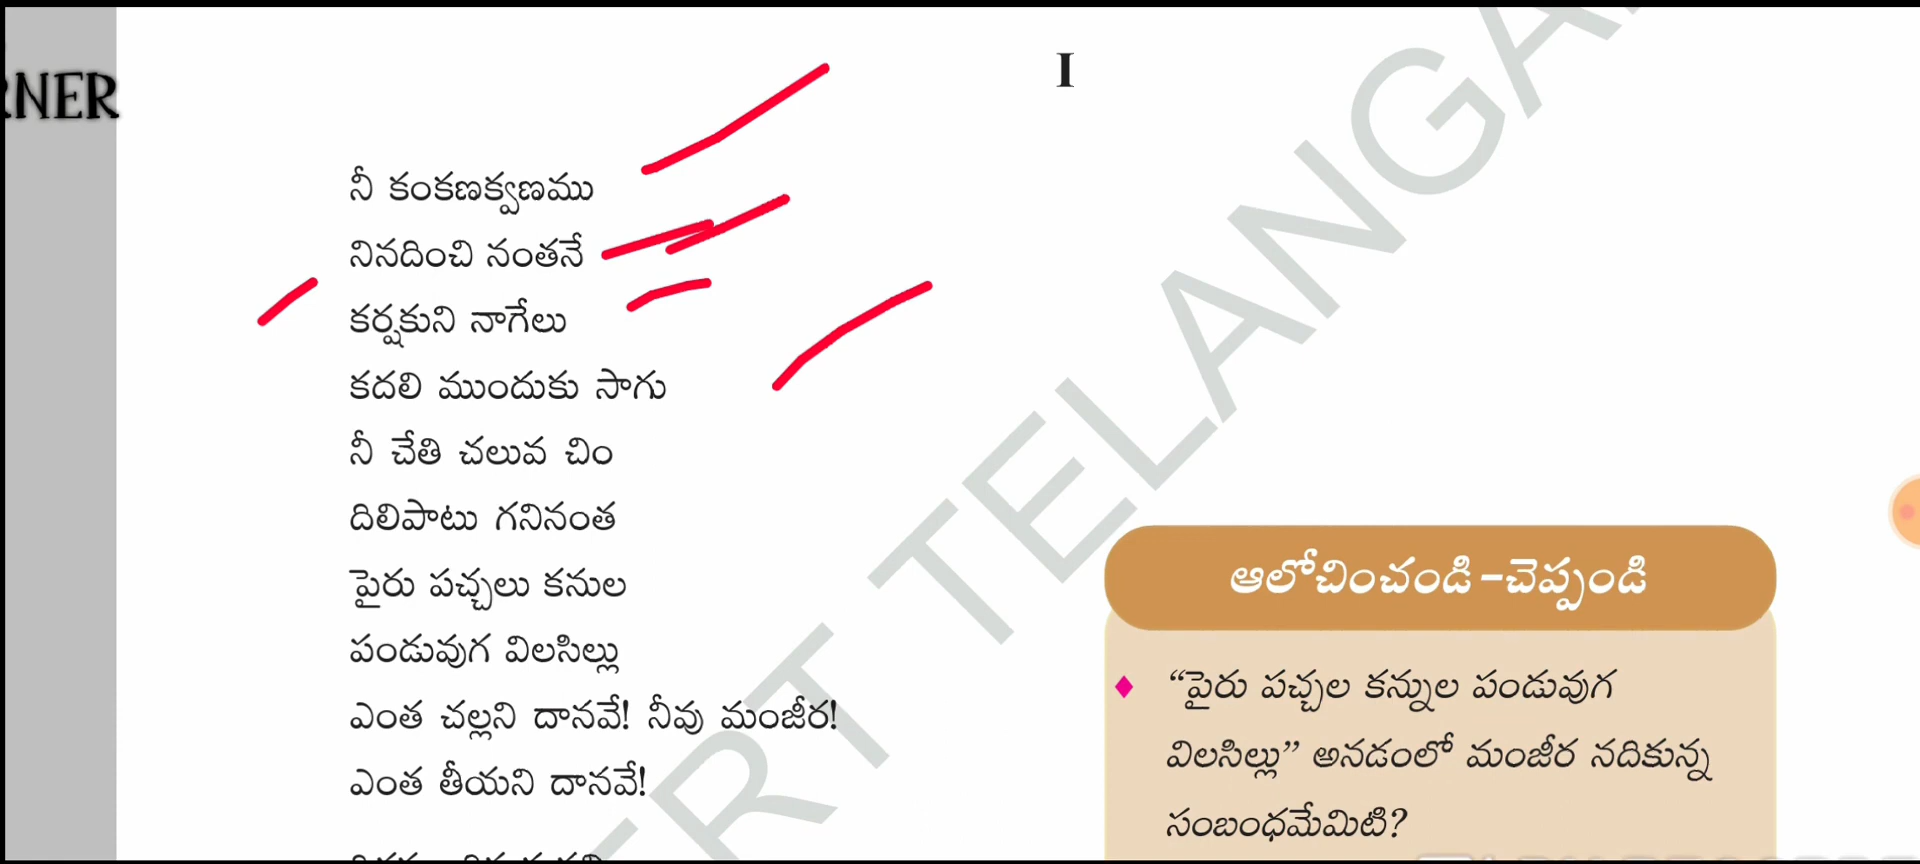 I
RNER
నీ కంకణక్వణము
నినదించి నంతనే
కర్షకుని నాగేలు
కదలి ముందుకు సాగు
నీ చేతి చలువ చిం
దిలిపాటు గనినంత
పైరు పచ్చలు కనుల
పండువుగ విలసిల్లు
ఎంత చల్లని దానవే! నీవు మంజీర!
ఎంత తీయని దానవే!
ఆలోచించండి - చెప్పండి
“పైరు పచ్చల కన్నుల పండువుగ
విలసిల్లు” అనడంలో మంజీర నదికున్న
సంబంధమేమిటి?
ERT TELANGA